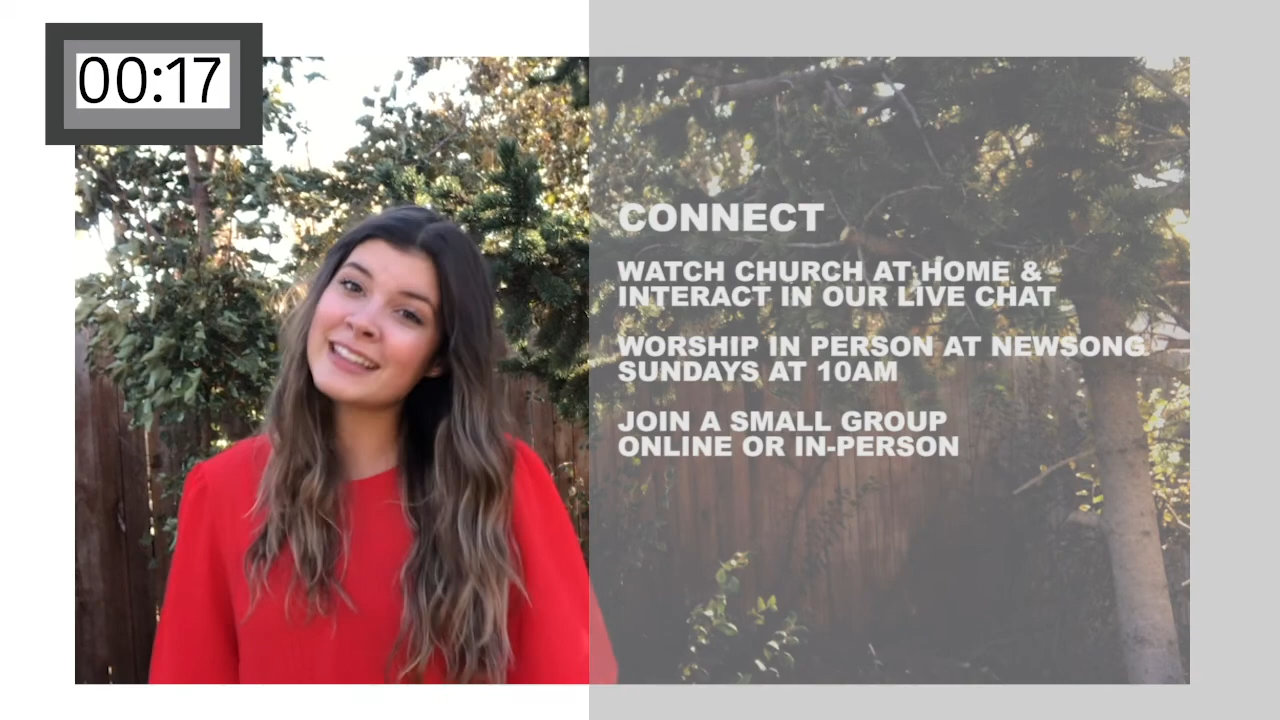 00:17
CONNECT
WATCH CHURCH AT HOME &
INTERACT IN OUR LIVE CHAT
WORSHIP IN PERSON AT NEWSONG
SUNDAYS AT 10AM
JOIN A SMALL GROUP
ONLINE OR IN-PERSON